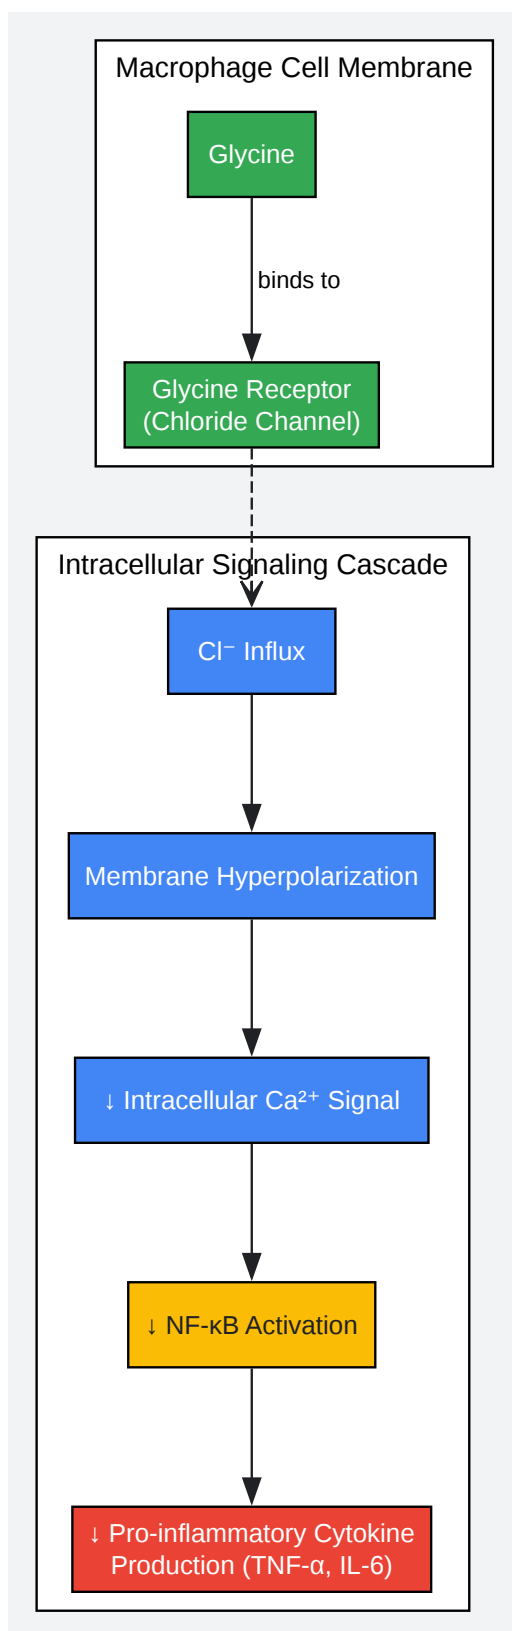 Macrophage Cell Membrane
Glycine
binds to
Glycine Receptor
(Chloride Channel)
Intracellular Signaling Cascade
Cl⁻ Influx
Membrane Hyperpolarization
↓ Intracellular Ca²⁺ Signal
↓ NF-κB Activation
↓ Pro-inflammatory Cytokine
Production (TNF-α, IL-6)